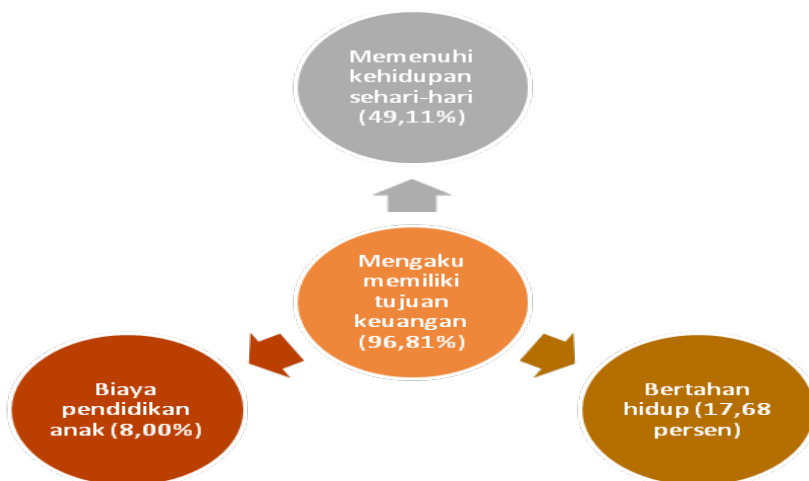 Memenuhi
kehidupan
sehari-hari
(49,11%)
Mengaku
memiliki
tujuan
keuangan
(96,81%)
Biaya
pendidikan
anak (8,00%)
Bertahan
hidup (17,68
persen)